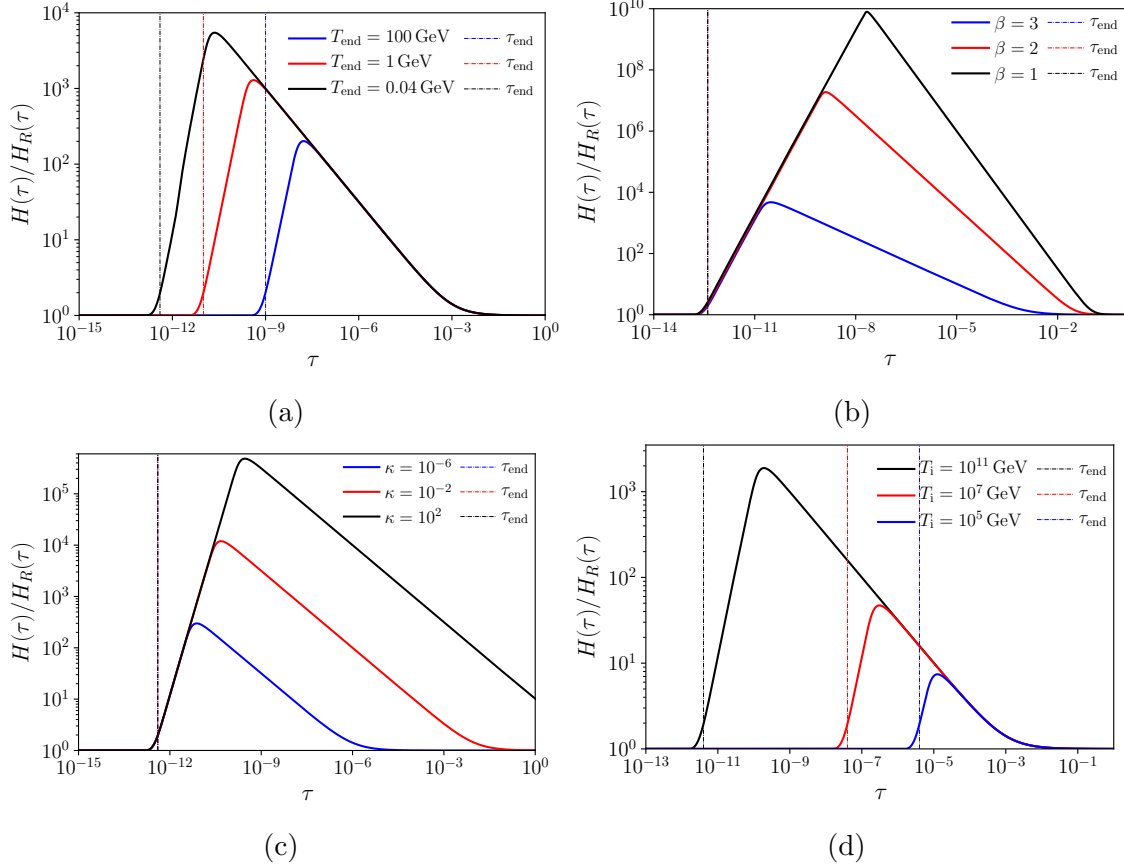 10^4
10^3
10^2
10^1
10^0
H(τ)/H_R(τ)
T_end = 100 GeV τ_end
T_end = 1 GeV τ_end
T_end = 0.04 GeV τ_end
10^−15 10^−12 10^−9 10^−6 10^−3 10^0
τ
(a)
10^10
10^8
10^6
10^4
10^2
10^0
H(τ)/H_R(τ)
β = 3 τ_end
β = 2 τ_end
β = 1 τ_end
10^−14 10^−11 10^−8 10^−5 10^−2
τ
(b)
10^5
10^4
10^3
10^2
10^1
10^0
H(τ)/H_R(τ)
κ = 10^−6 τ_end
κ = 10^−2 τ_end
κ = 10^2 τ_end
10^−15 10^−12 10^−9 10^−6 10^−3 10^0
τ
(c)
10^3
10^2
10^1
10^0
H(τ)/H_R(τ)
T_i = 10^11 GeV τ_end
T_i = 10^7 GeV τ_end
T_i = 10^5 GeV τ_end
10^−13 10^−11 10^−9 10^−7 10^−5 10^−3 10^−1
τ
(d)